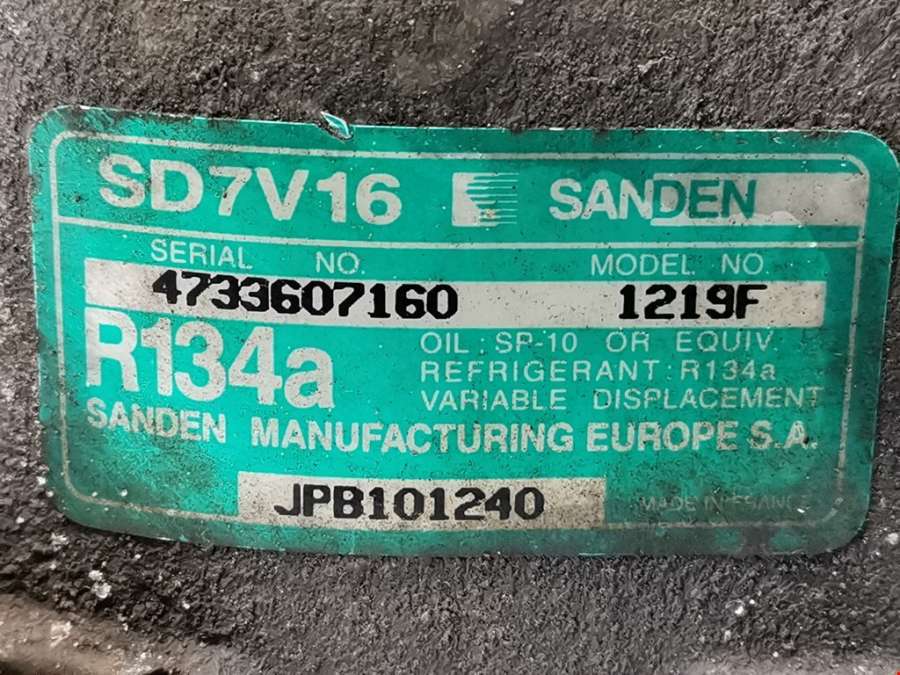 SD7V16 SANDEN
SERIAL NO. MODEL NO.
4733607160 1219F
R134a
OIL : SP-10 OR EQUIV.
REFRIGERANT : R134a
VARIABLE DISPLACEMENT
SANDEN MANUFACTURING EUROPE S.A.
JPB101240
MADE IN FRANCE